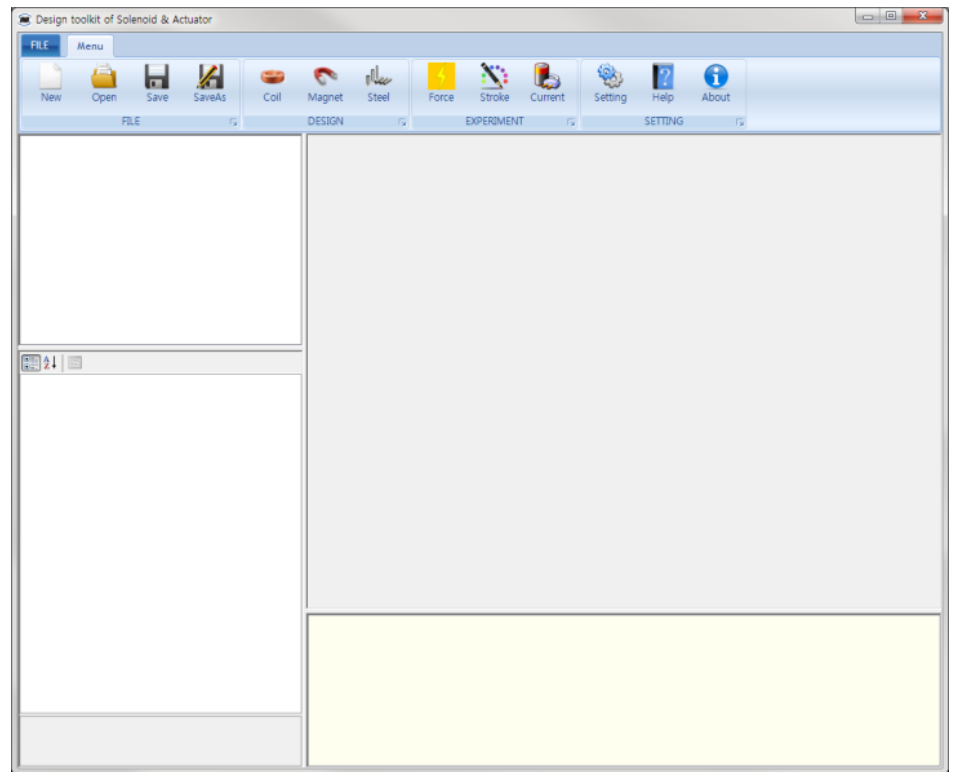 Design toolkit of Solenoid & Actuator
FILE Menu
New Open Save SaveAs Coil Magnet Steel Force Stroke Current Setting Help About
FILE DESIGN EXPERIMENT SETTING